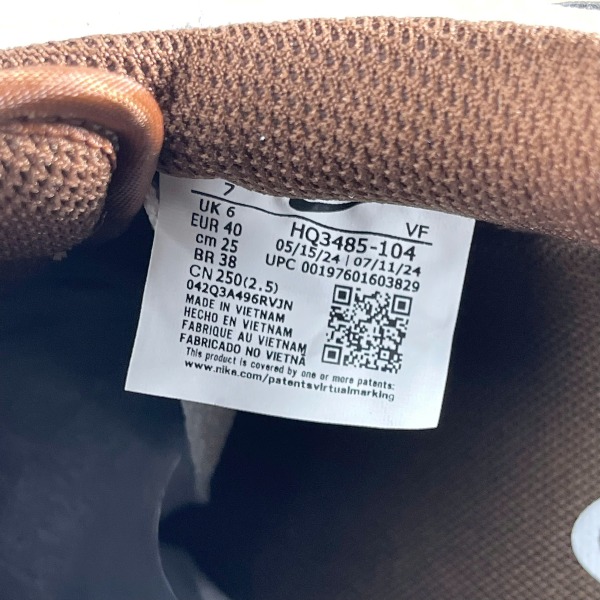 7
UK 6
EUR 40
cm 25
BR 38
CN 250(2.5)
042Q3A496RVJN
MADE IN VIETNAM
HECHO EN VIETNAM
FABRIQUE AU VIETNAM
FABRICADO NO VIETNÃ
This product is covered by one or more patents:
www.nike.com/patentsvirtualmarking
VF
HQ3485-104
05/15/24 | 07/11/24
UPC 00197601603829